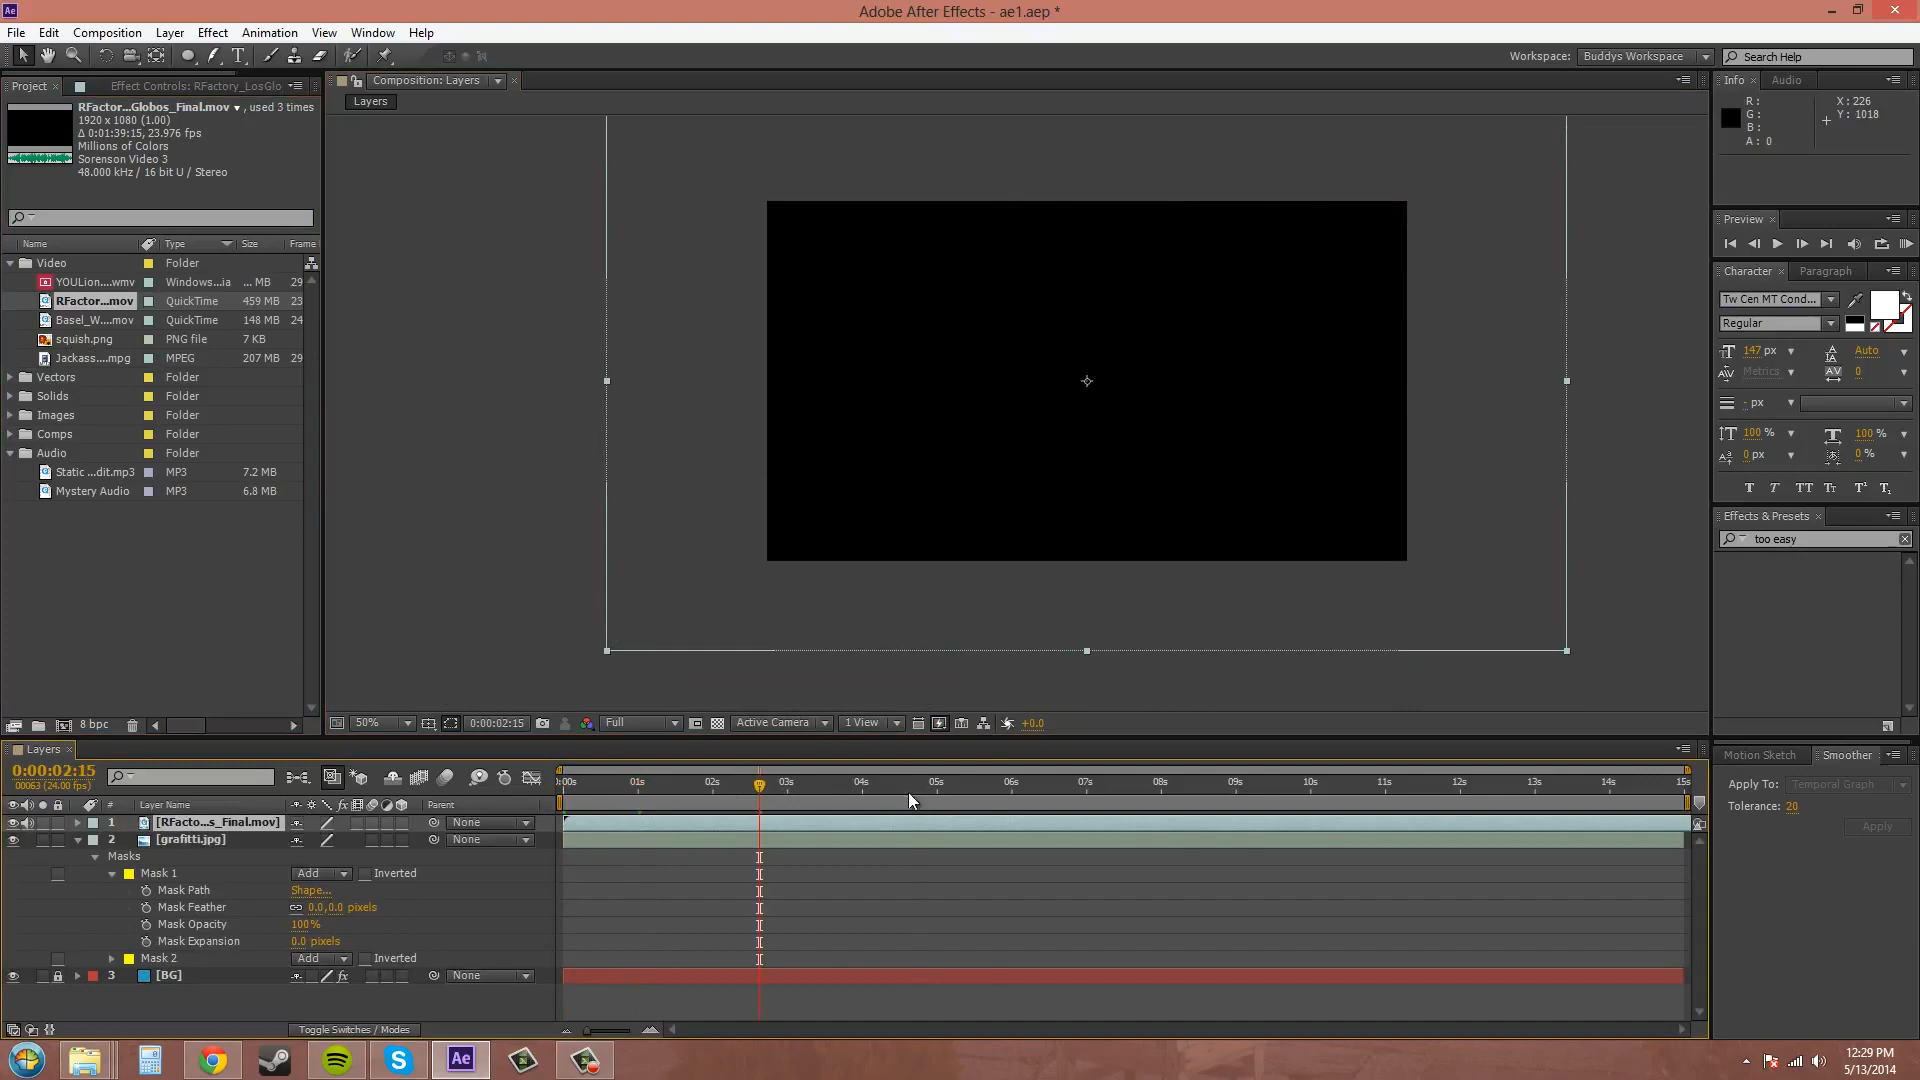 Ae
Adobe After Effects - ae1.aep *
File Edit Composition Layer Effect Animation View Window Help
Workspace: Buddys Workspace Search Help
Project × Effect Controls: RFactory_LosGlo
RFactor...Globos_Final.mov , used 3 times
1920 x 1080 (1.00)
Δ 0:01:39:15, 23.976 fps
Millions of Colors
Sorenson Video 3
48.000 kHz / 16 bit U / Stereo
Name Type Size Frame
Video Folder
YOULion....wmv Windows...ia ... MB 29
RFactor...mov QuickTime 459 MB 23
Basel_W....mov QuickTime 148 MB 24
squish.png PNG file 7 KB
Jackass....mpg MPEG 207 MB 29
Vectors Folder
Solids Folder
Images Folder
Comps Folder
Audio Folder
Static ...dit.mp3 MP3 7.2 MB
Mystery Audio MP3 6.8 MB
8 bpc
Composition: Layers
Layers
50% 0:00:02:15 Full Active Camera 1 View +0.0
Info × Audio
R: X: 226
G: Y: 1018
B:
A: 0
Preview ×
Character × Paragraph
Tw Cen MT Cond...
Regular
147 px Auto
Metrics 0
- px
100 % 100 %
0 px 0 %
T T TT Tt T¹ T₁
Effects & Presets ×
too easy
Layers ×
0:00:02:15
00063 (24.00 fps)
:00s 01s 02s 03s 04s 05s 06s 07s 08s 09s 10s 11s 12s 13s 14s 15s
# Layer Name fx Parent
1 [RFacto...s_Final.mov] None
2 [grafitti.jpg] None
Masks
Mask 1 Add Inverted
Mask Path Shape...
Mask Feather 0.0,0.0 pixels
Mask Opacity 100%
Mask Expansion 0.0 pixels
Mask 2 Add Inverted
3 [BG] fx None
Toggle Switches / Modes
Motion Sketch Smoother ×
Apply To: Temporal Graph
Tolerance: 20
Apply
Ae
12:29 PM
5/13/2014